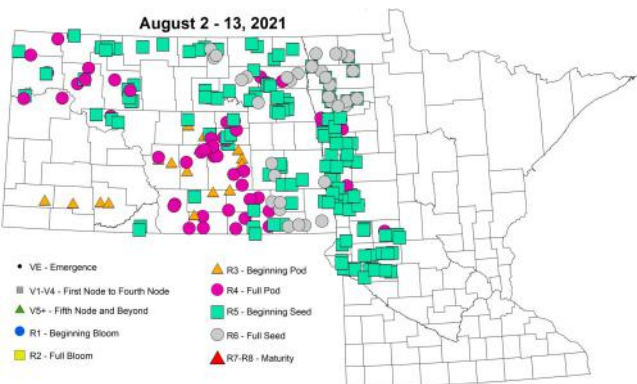 August 2 - 13, 2021
VE - Emergence
V1-V4 - First Node to Fourth Node
V5+ - Fifth Node and Beyond
R1 - Beginning Bloom
R2 - Full Bloom
R3 - Beginning Pod
R4 - Full Pod
R5 - Beginning Seed
R6 - Full Seed
R7-R8 - Maturity